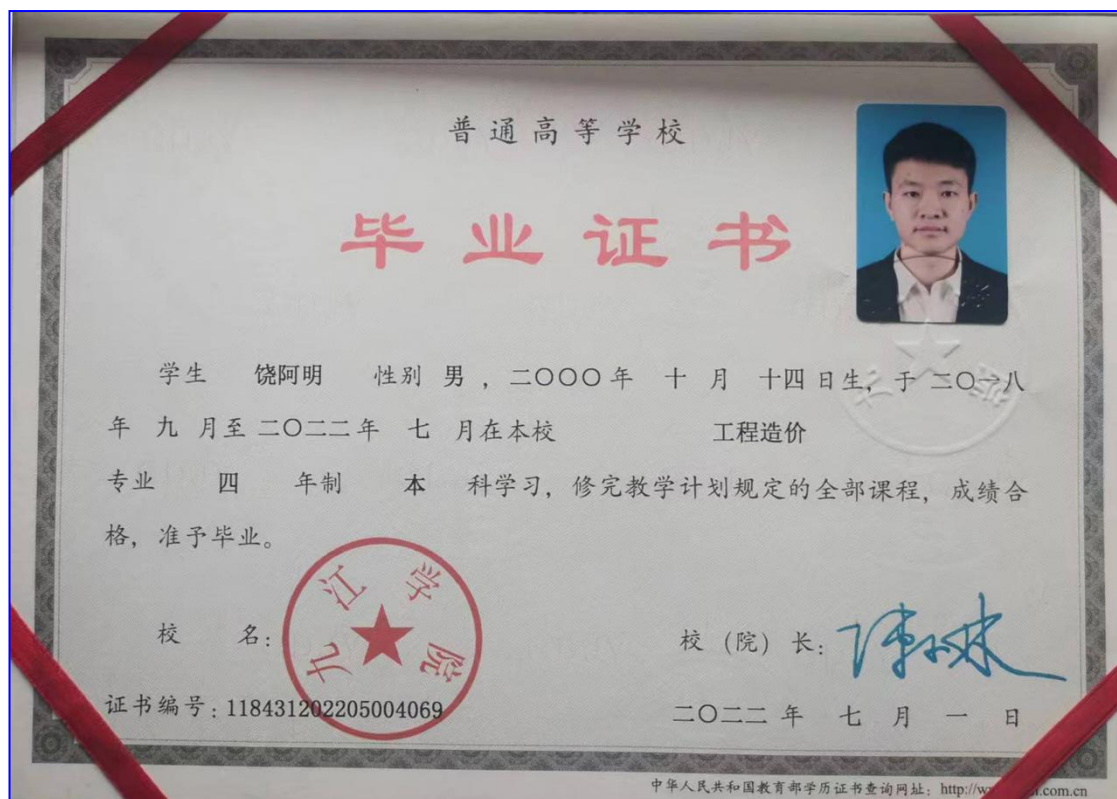 普通高等学校
毕业证书
学生 饶阿明 性别 男，二〇〇〇年 十 月 十四 日生，于 二〇一八
年 九 月至 二〇二二年 七 月在本校 工程造价
专业 四 年制 本 科学习，修完教学计划规定的全部课程，成绩合
格，准予毕业。
九江学院
校 名：
校（院）长：
证书编号：118431202205004069
二〇二二 年 七 月 一 日
中华人民共和国教育部学历证书查询网址：http://w
.com.cn